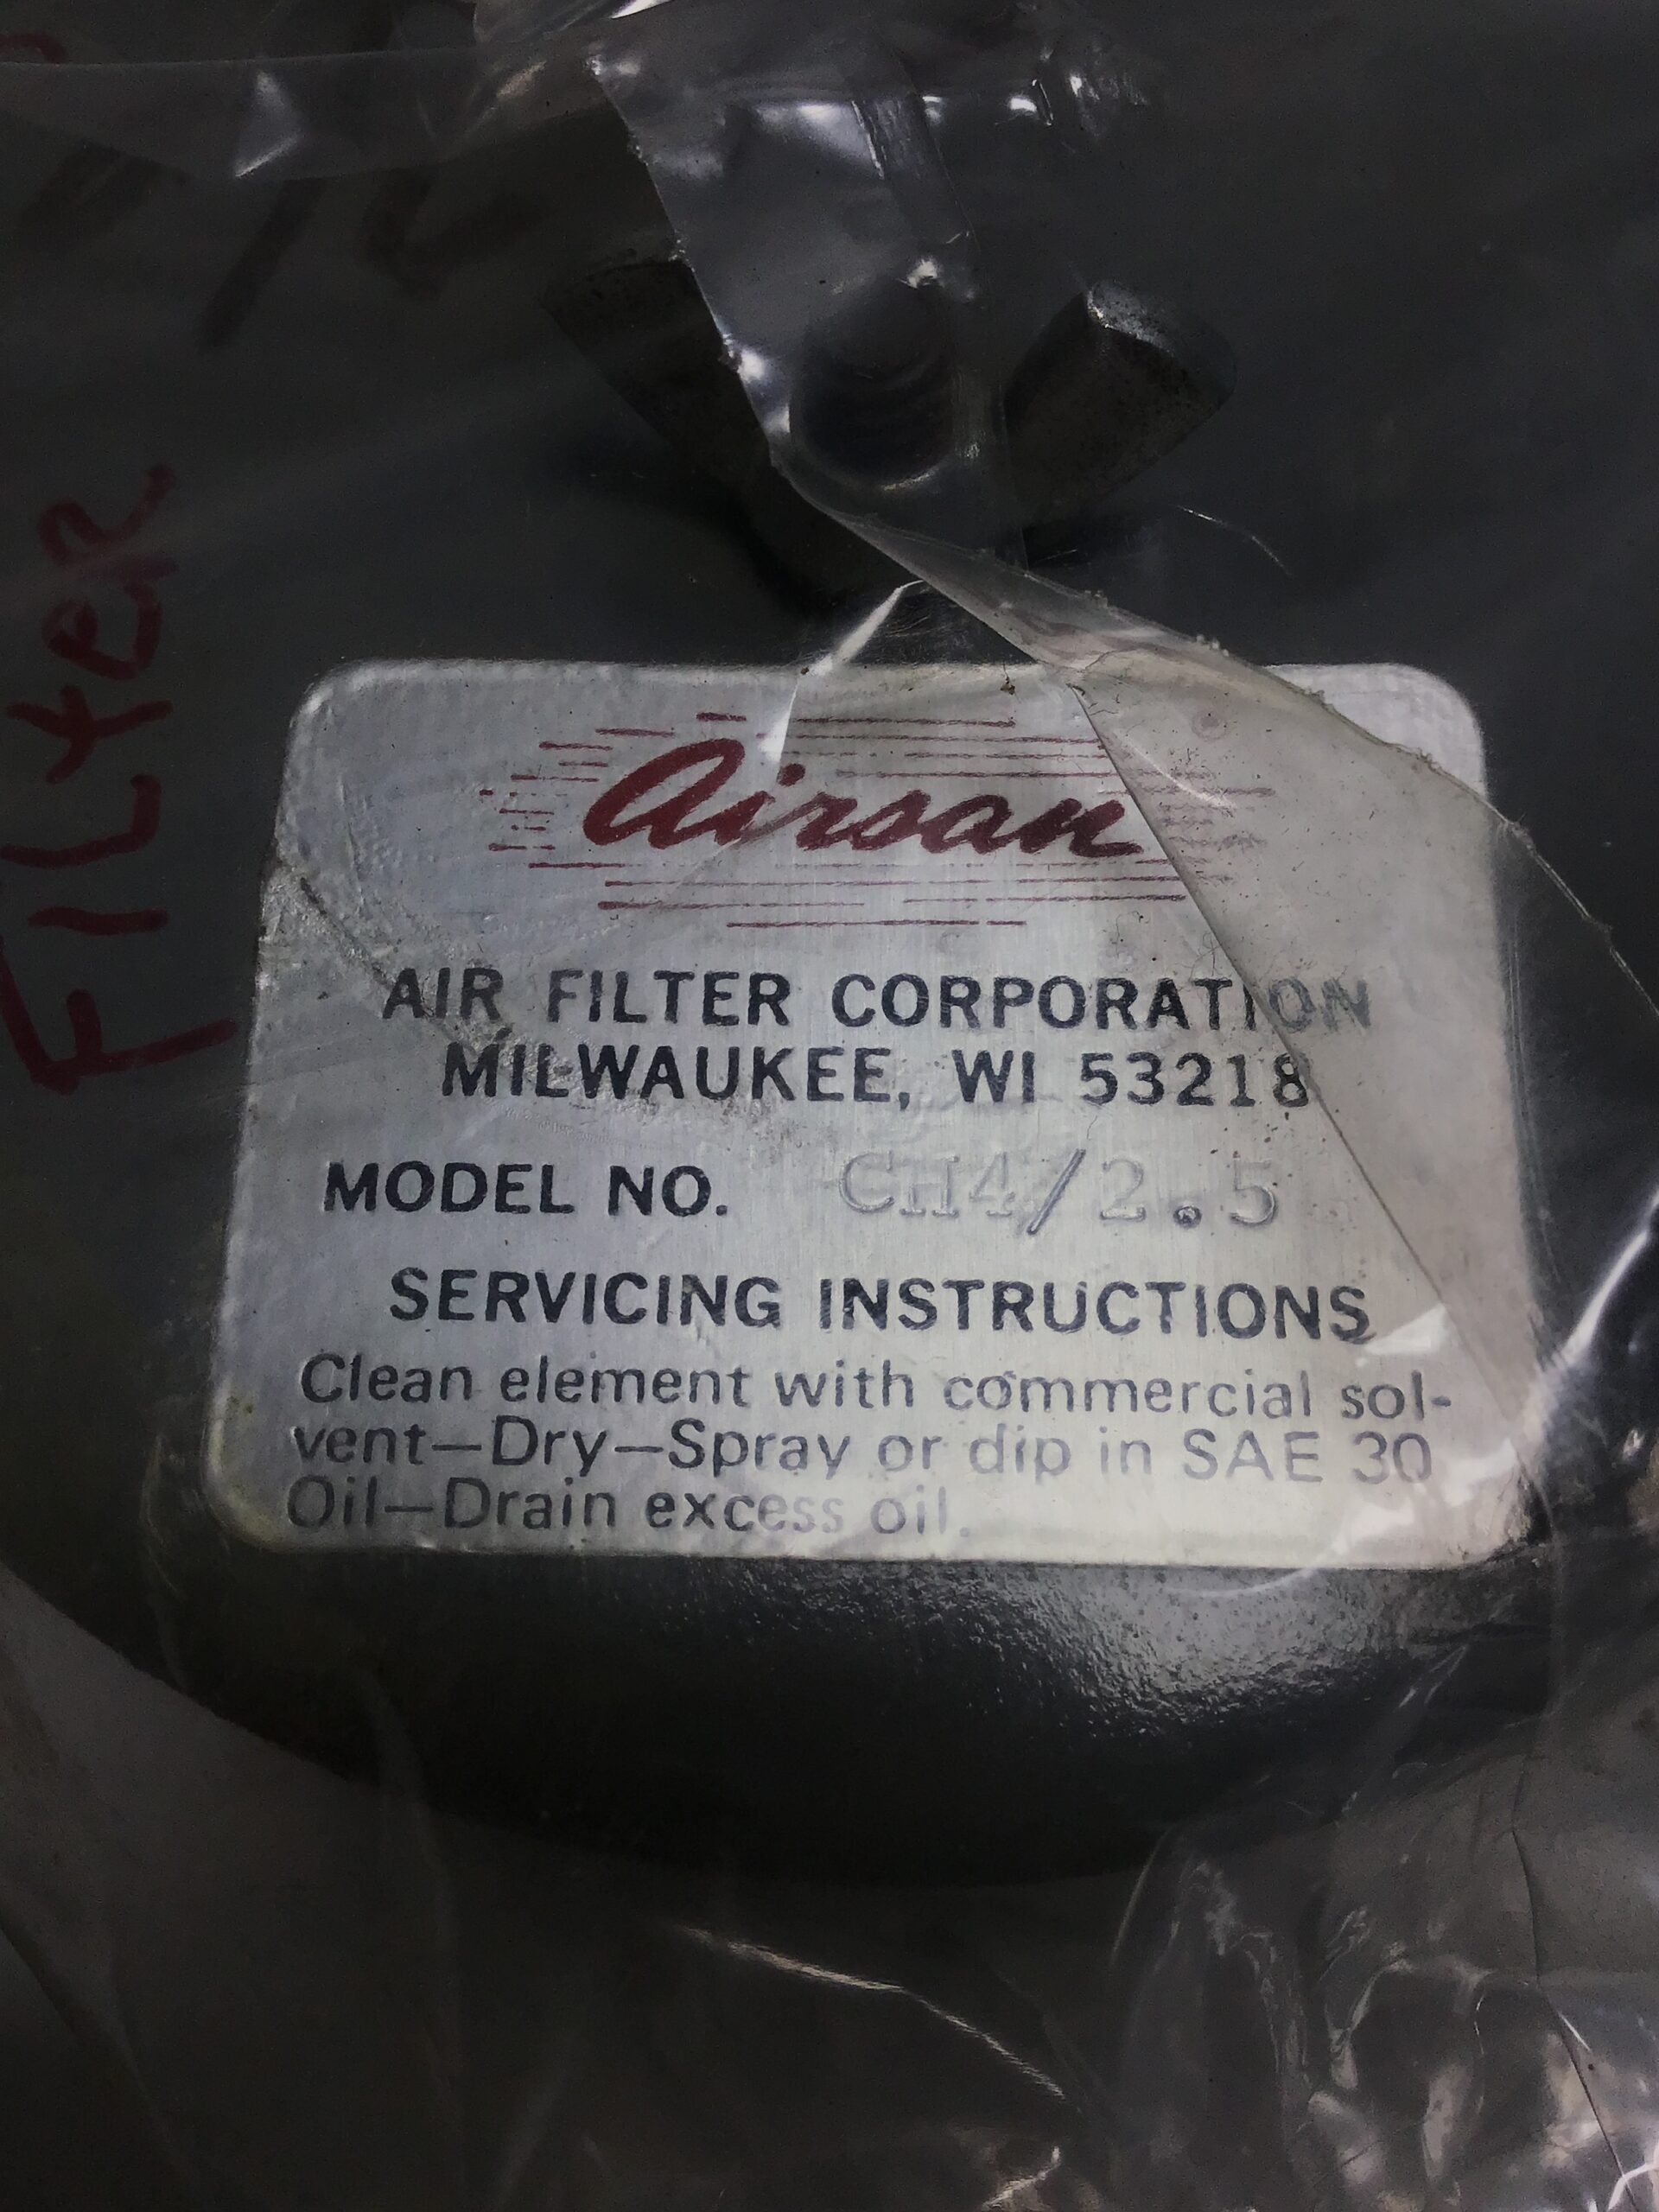 FILteR
Airsan
AIR FILTER CORPORATION
MILWAUKEE, WI 53218
MODEL NO. CH4/2.5
SERVICING INSTRUCTIONS
Clean element with commercial sol-
vent—Dry—Spray or dip in SAE 30
Oil—Drain excess oil.